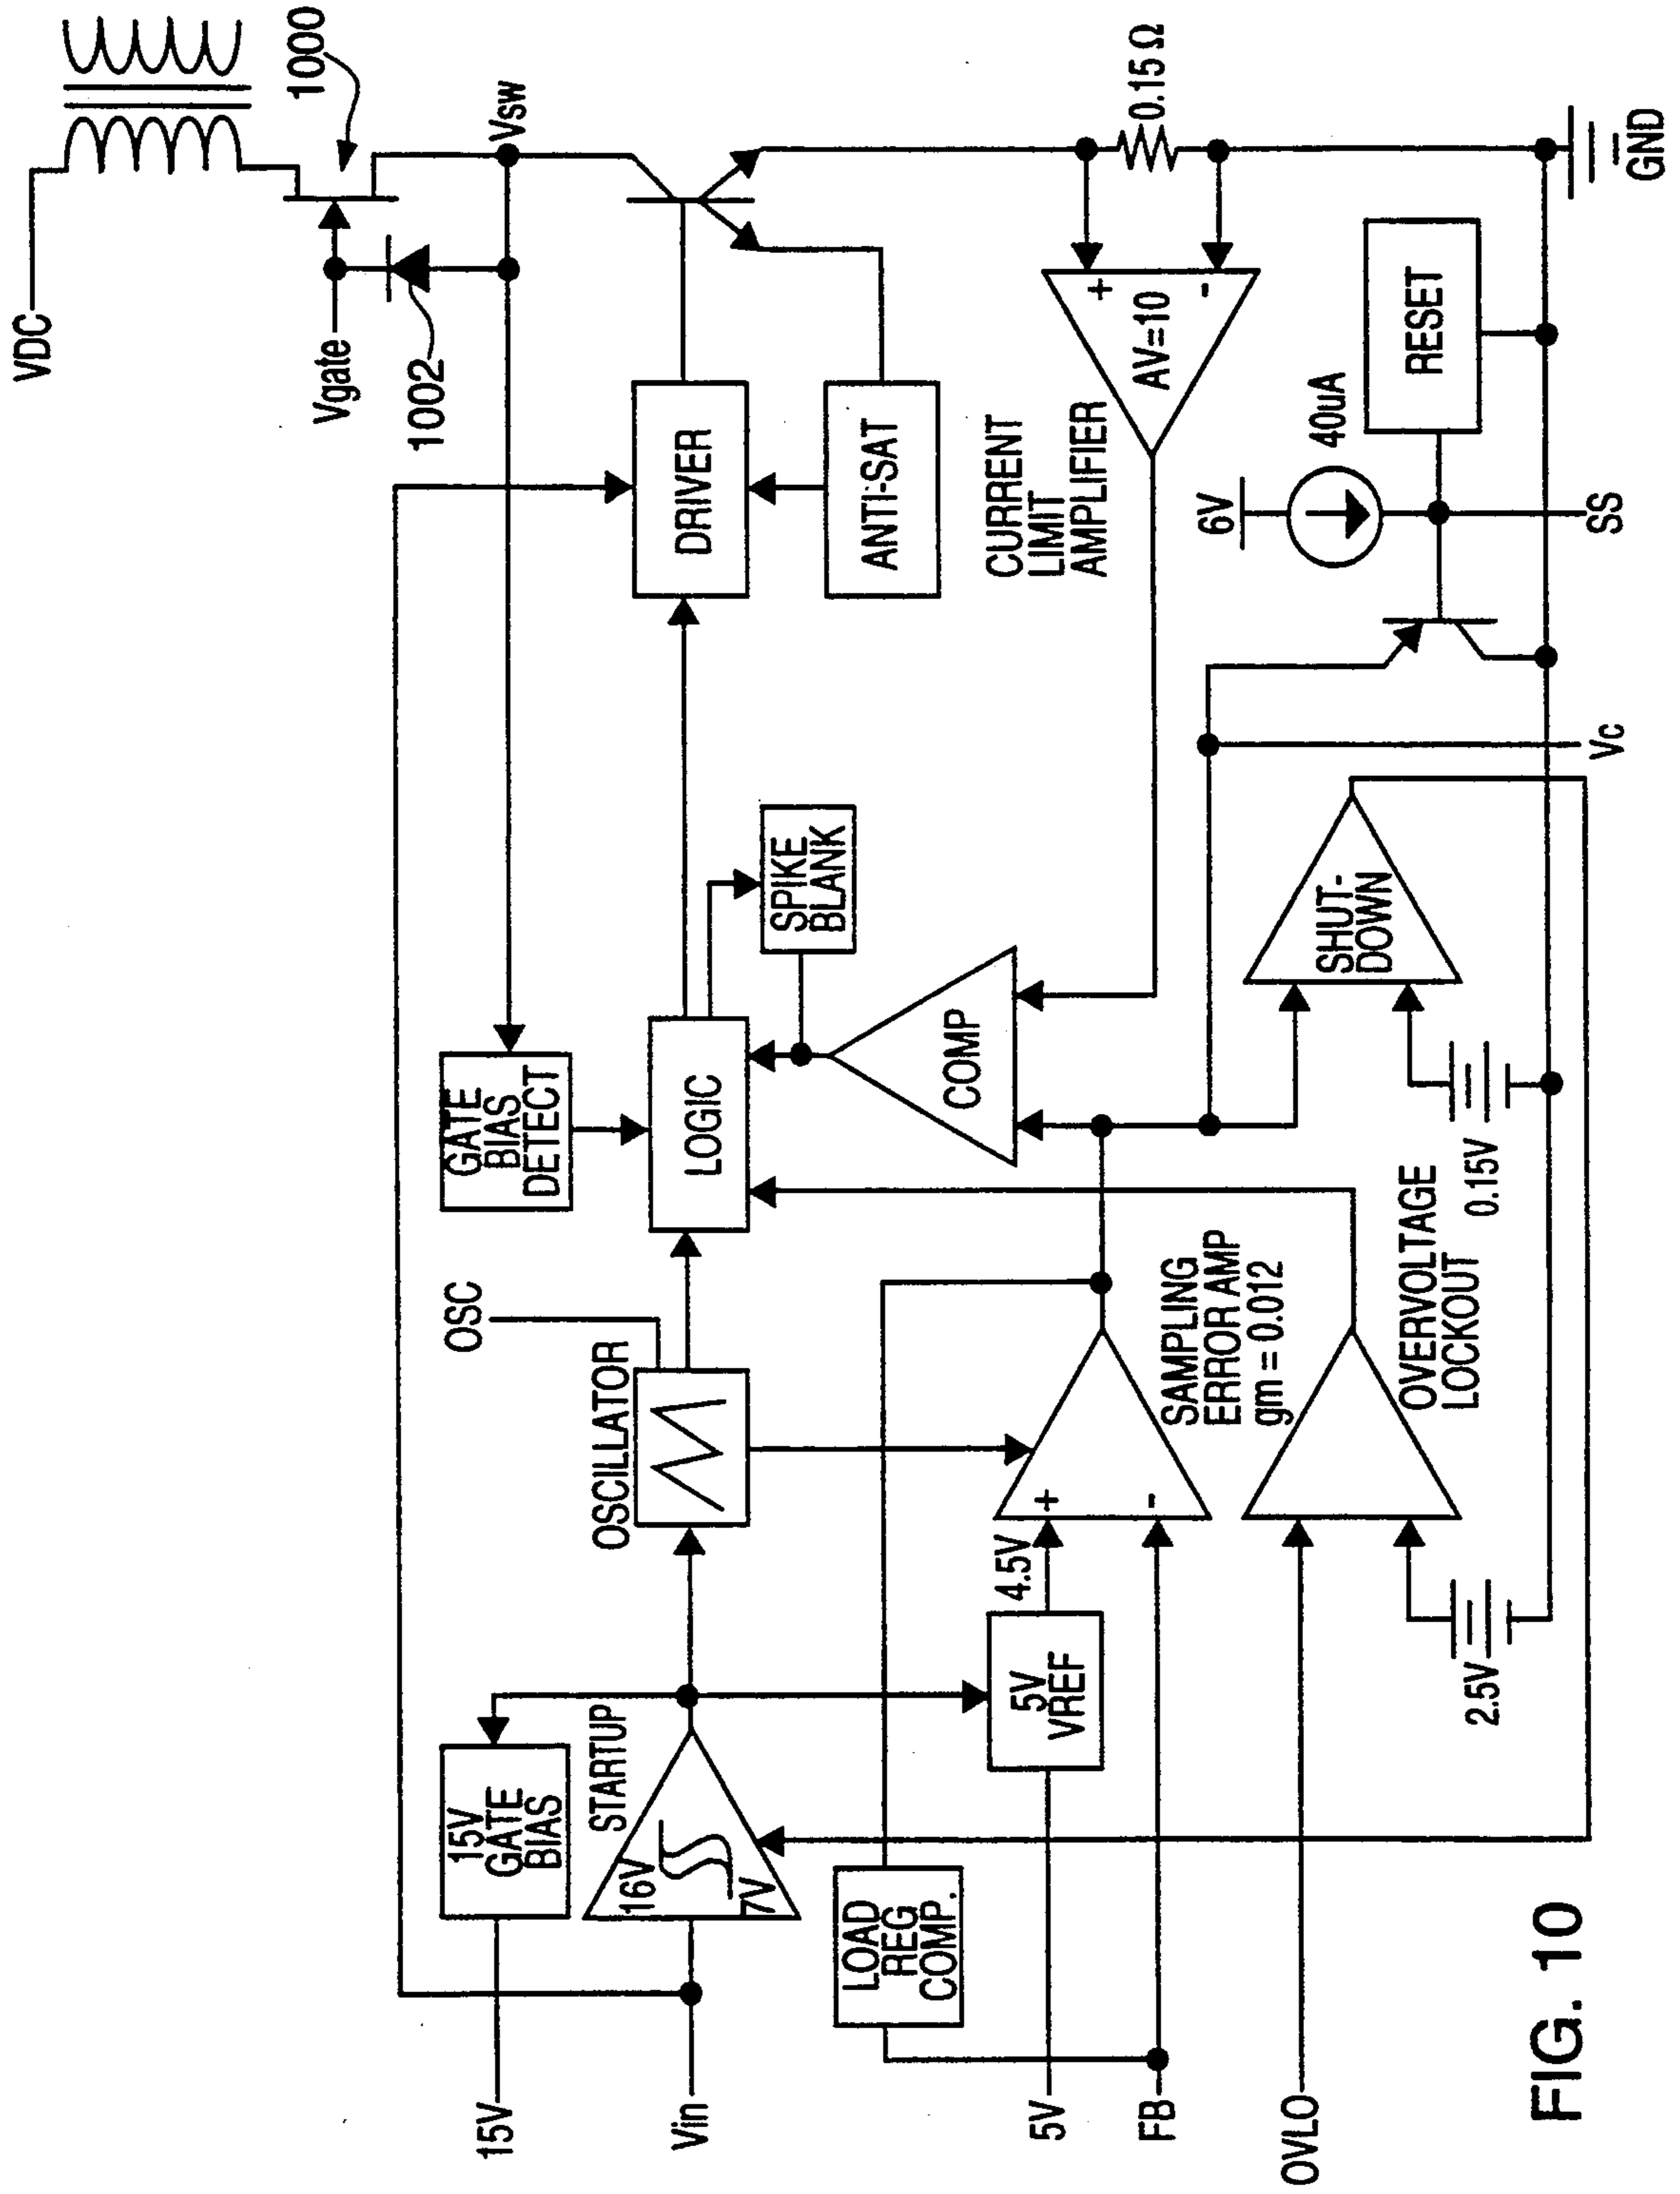 VDC
1000
Vgate
1002
Vsw
15V
15V
GATE
BIAS
GATE
BIAS
DETECT
OSC
OSCILLATOR
STARTUP
16V
7V
Vin
LOGIC
DRIVER
SPIKE
BLANK
ANTI-SAT
LOAD
REG
COMP.
COMP
CURRENT
LIMIT
AMPLIFIER
+
-
AV=10
0.15 Ω
5V
5V
VREF
4.5V
+
-
SAMPLING
ERROR AMP
gm = 0.012
FB
OVLO
OVERVOLTAGE
LOCKOUT
2.5V
SHUT-
DOWN
0.15V
6V
40uA
RESET
Vc
SS
GND
FIG. 10